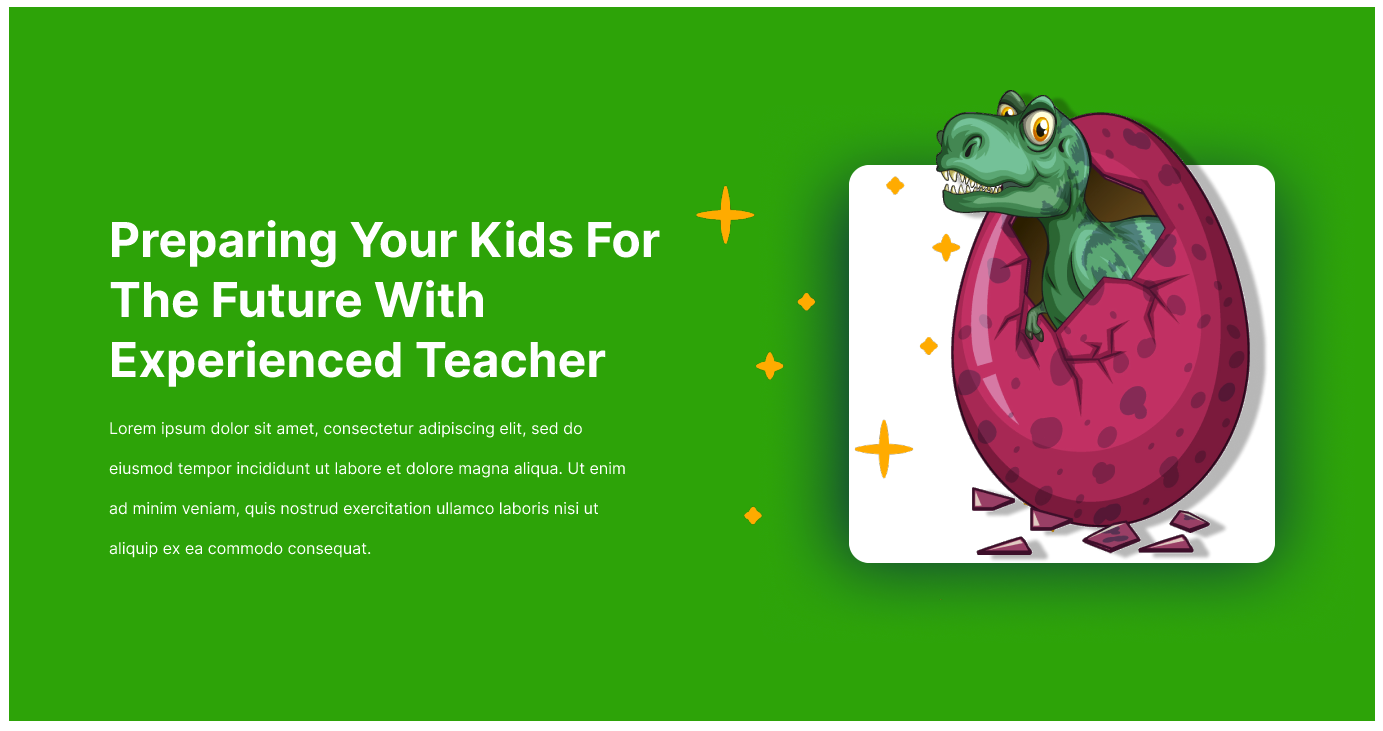 Preparing Your Kids For
The Future With
Experienced Teacher
Lorem ipsum dolor sit amet, consectetur adipiscing elit, sed do
eiusmod tempor incididunt ut labore et dolore magna aliqua. Ut enim
ad minim veniam, quis nostrud exercitation ullamco laboris nisi ut
aliquip ex ea commodo consequat.